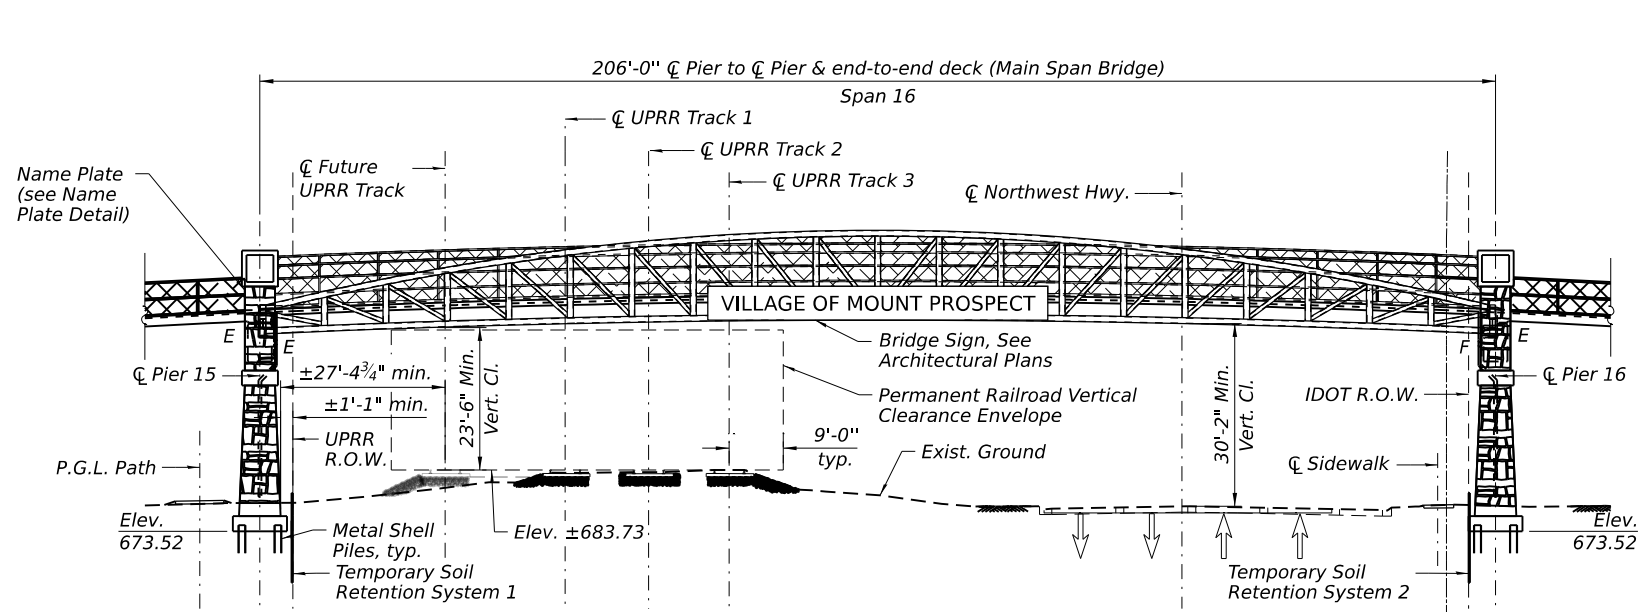 206'-0" ℄ Pier to ℄ Pier & end-to-end deck (Main Span Bridge)
Span 16
℄ UPRR Track 1
℄ UPRR Track 2
℄ UPRR Track 3
℄ Future
UPRR Track
℄ Northwest Hwy.
Name Plate
(see Name
Plate Detail)
VILLAGE OF MOUNT PROSPECT
E
E
F
E
Bridge Sign, See
Architectural Plans
℄ Pier 15
±27'-4¾" min.
±1'-1" min.
23'-6" Min.
Vert. Cl.
Permanent Railroad Vertical
Clearance Envelope
30'-2" Min.
Vert. Cl.
IDOT R.O.W.
℄ Pier 16
UPRR
R.O.W.
9'-0"
typ.
Exist. Ground
℄ Sidewalk
P.G.L. Path
Elev.
673.52
Metal Shell
Piles, typ.
Elev. ±683.73
Elev.
673.52
Temporary Soil
Retention System 1
Temporary Soil
Retention System 2